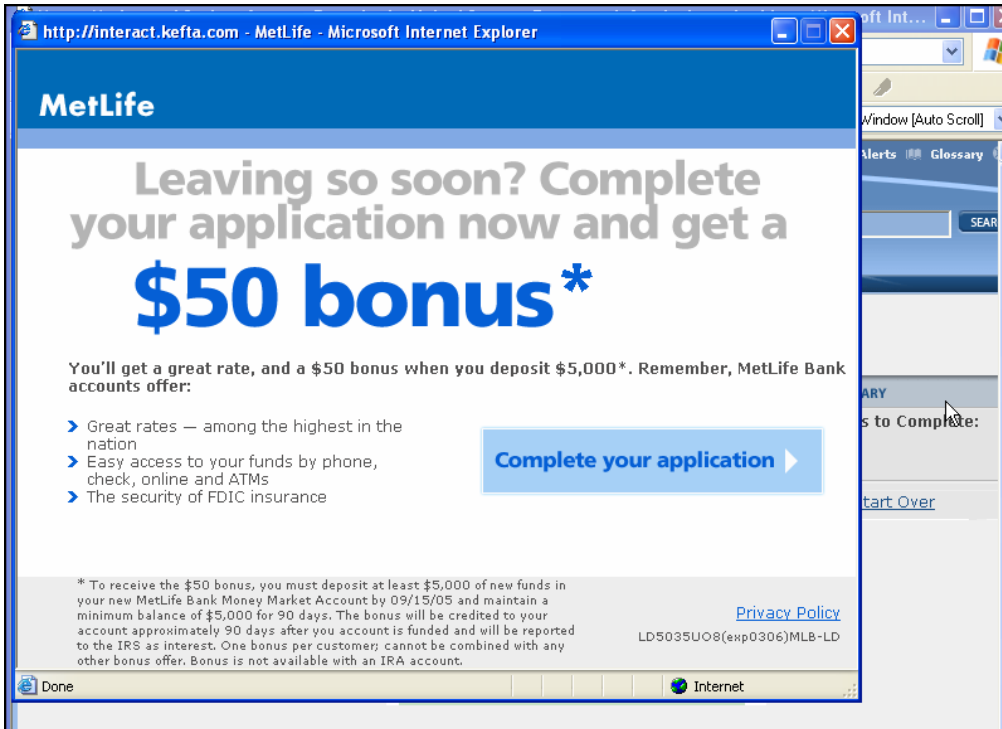 http://interact.kefta.com - MetLife - Microsoft Internet Explorer
oft Int...
MetLife
Window [Auto Scroll]
Alerts Glossary
Leaving so soon? Complete
your application now and get a
SEAR
$50 bonus*
You'll get a great rate, and a $50 bonus when you deposit $5,000*. Remember, MetLife Bank
accounts offer:
ARY
s to Complete:
Great rates — among the highest in the
nation
Easy access to your funds by phone,
check, online and ATMs
The security of FDIC insurance
Complete your application
tart Over
* To receive the $50 bonus, you must deposit at least $5,000 of new funds in
your new MetLife Bank Money Market Account by 09/15/05 and maintain a
minimum balance of $5,000 for 90 days. The bonus will be credited to your
account approximately 90 days after you account is funded and will be reported
to the IRS as interest. One bonus per customer; cannot be combined with any
other bonus offer. Bonus is not available with an IRA account.
Privacy Policy
LD5035UO8(exp0306)MLB-LD
Done
Internet